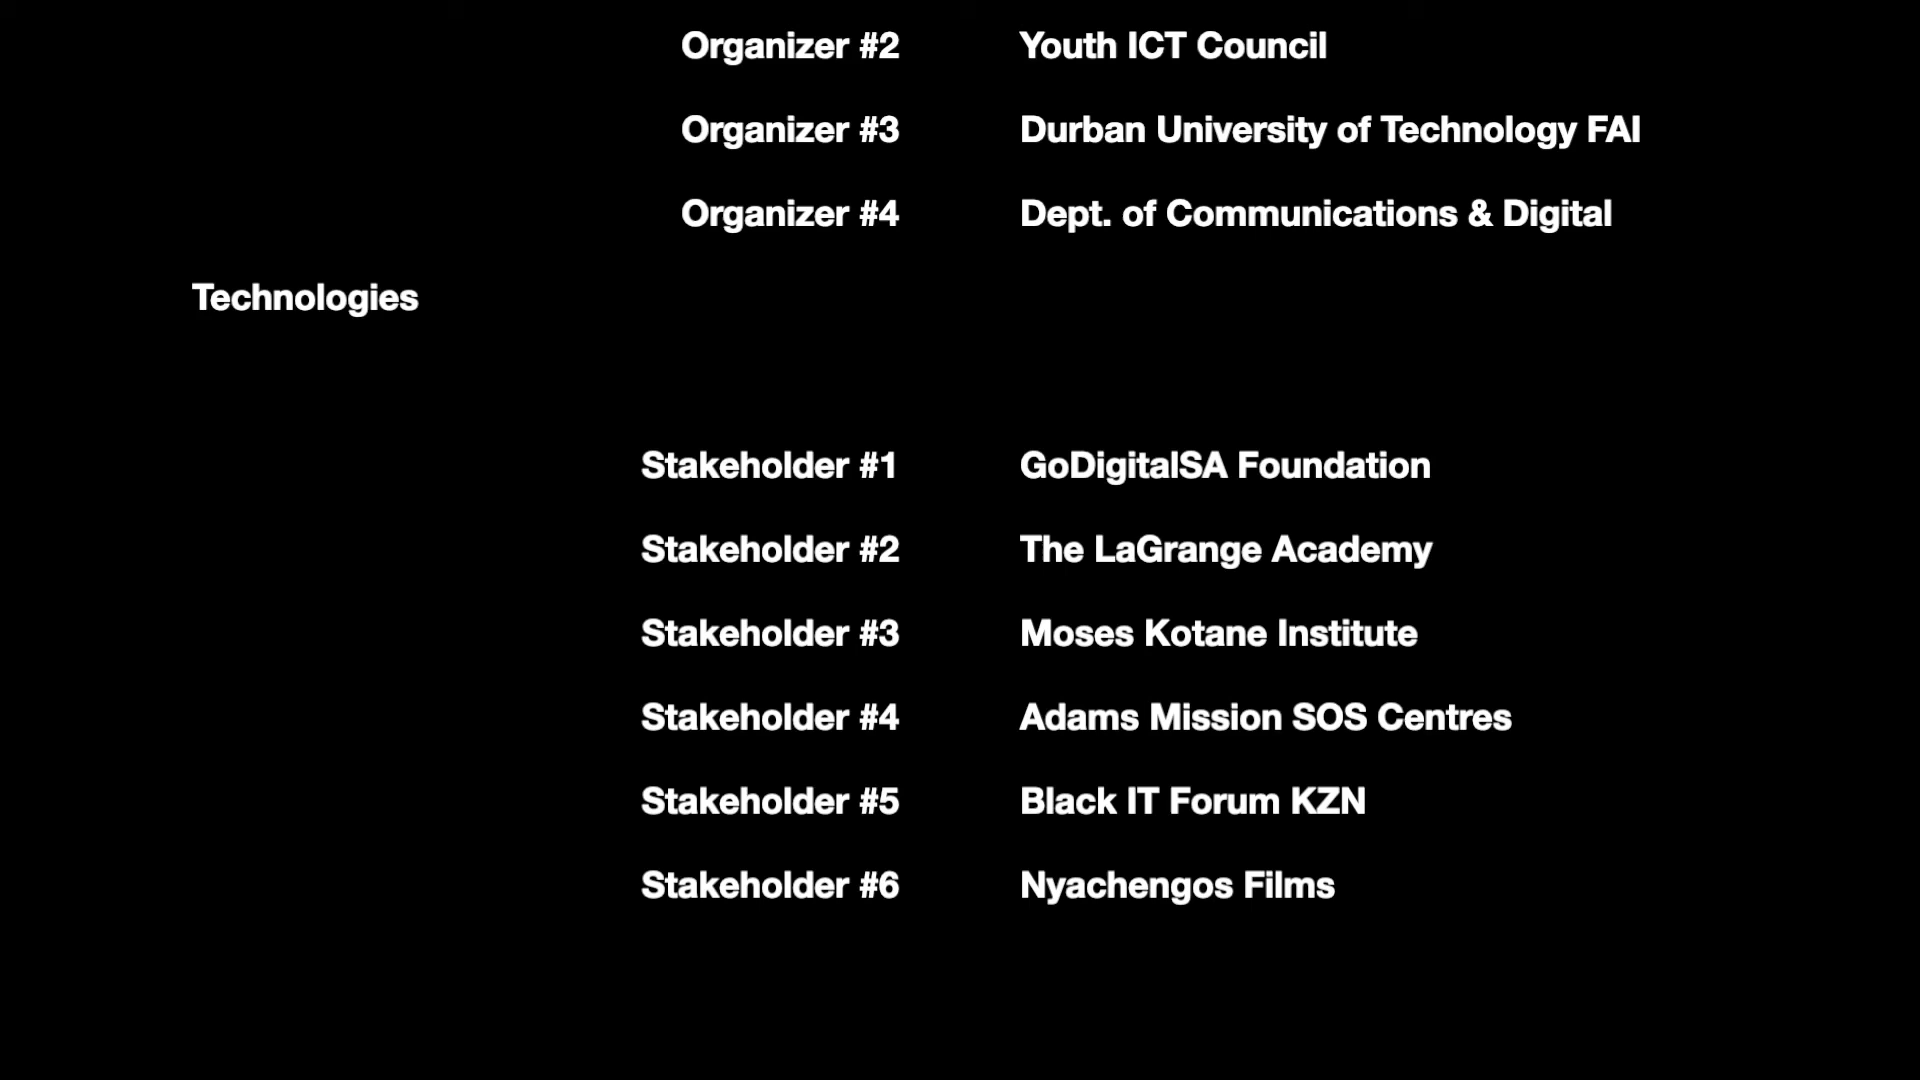 Organizer #2 Youth ICT Council
Organizer #3 Durban University of Technology FAI
Organizer #4 Dept. of Communications & Digital
Technologies
Stakeholder #1 GoDigitalSA Foundation
Stakeholder #2 The LaGrange Academy
Stakeholder #3 Moses Kotane Institute
Stakeholder #4 Adams Mission SOS Centres
Stakeholder #5 Black IT Forum KZN
Stakeholder #6 Nyachengos Films